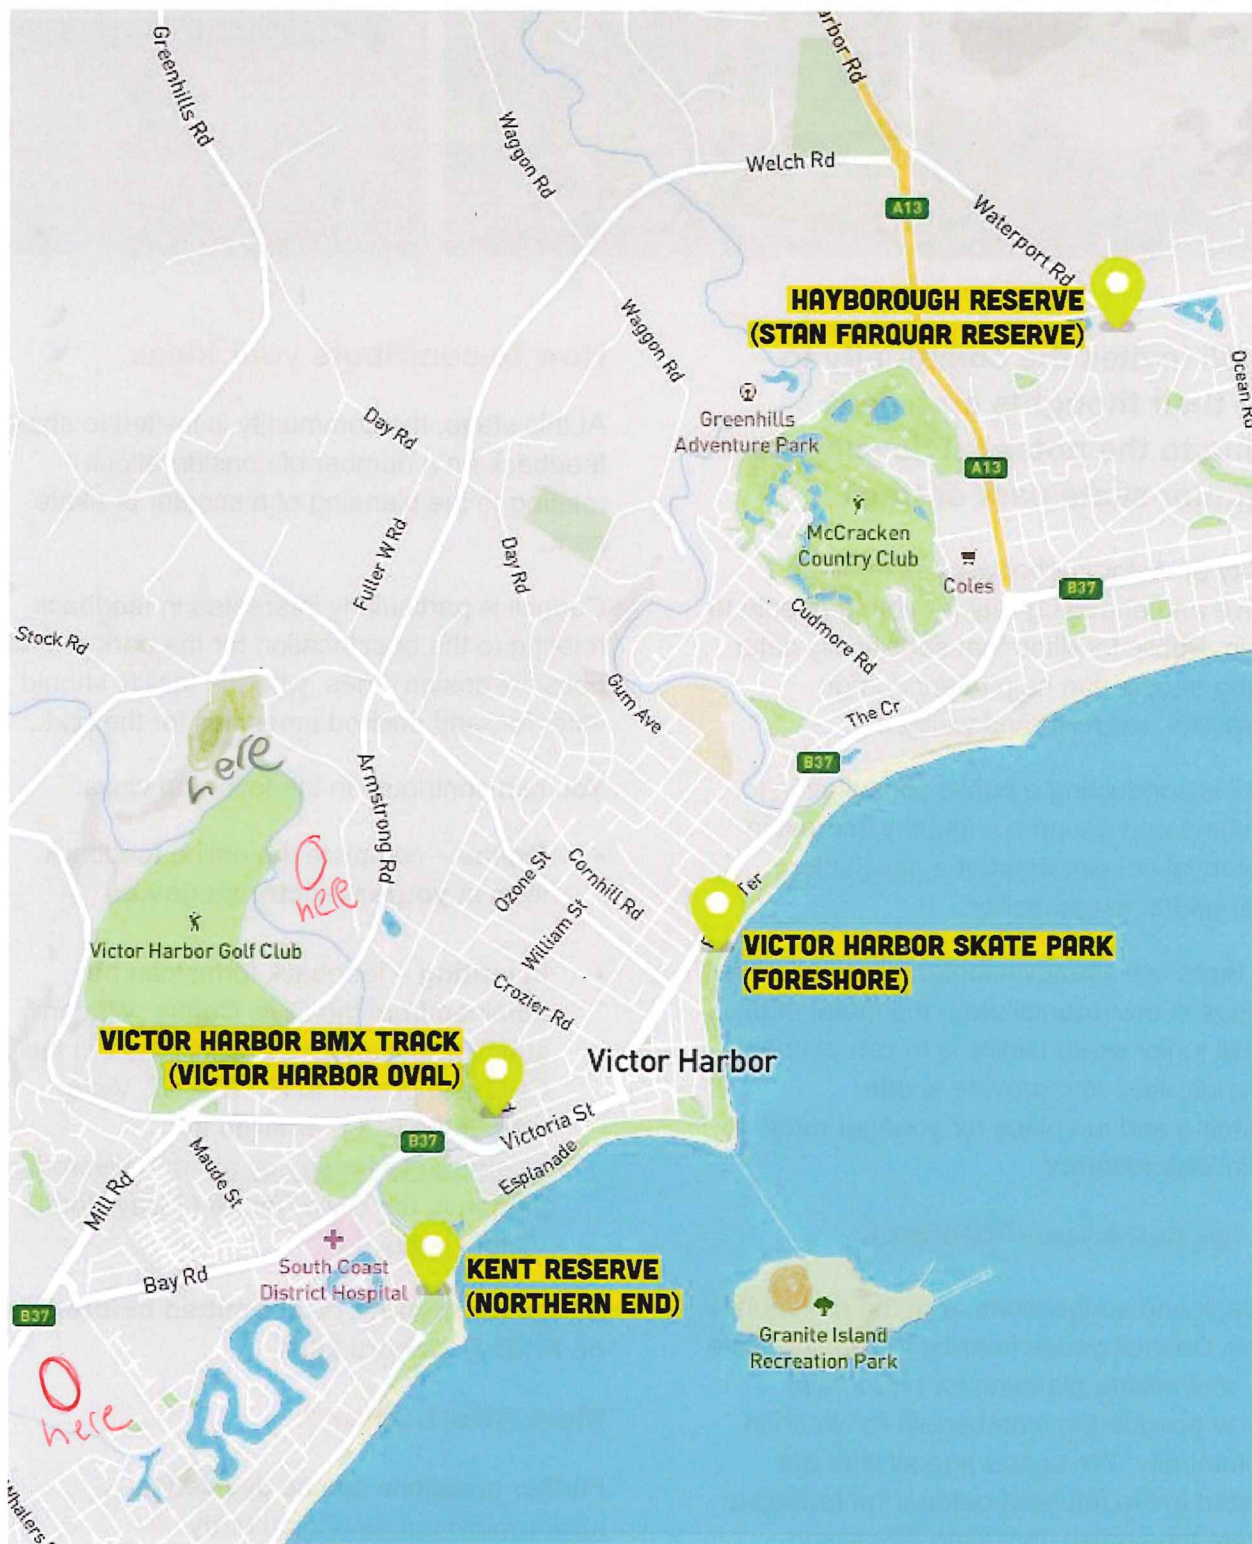 Greenhills Rd
Waggon Rd
Welch Rd
A13
Waterport Rd
HAYBOROUGH RESERVE
(STAN FARQUAR RESERVE)
Waggon Rd
Ocean Rd
Greenhills
Adventure Park
Day Rd
A13
McCracken
Country Club
Coles
B37
Fuller W Rd
Day Rd
Cudmore Rd
Stock Rd
Gum Ave
The Cr
B37
here
Armstrong Rd
here
Ozone St
Cornhill Rd
William St
Ter
Victor Harbor Golf Club
Crozier Rd
VICTOR HARBOR SKATE PARK
(FORESHORE)
VICTOR HARBOR BMX TRACK
(VICTOR HARBOR OVAL)
Victor Harbor
Victoria St
B37
Esplanade
Maude St
Mill Rd
South Coast
District Hospital
Bay Rd
KENT RESERVE
(NORTHERN END)
B37
Granite Island
Recreation Park
here
Whalers